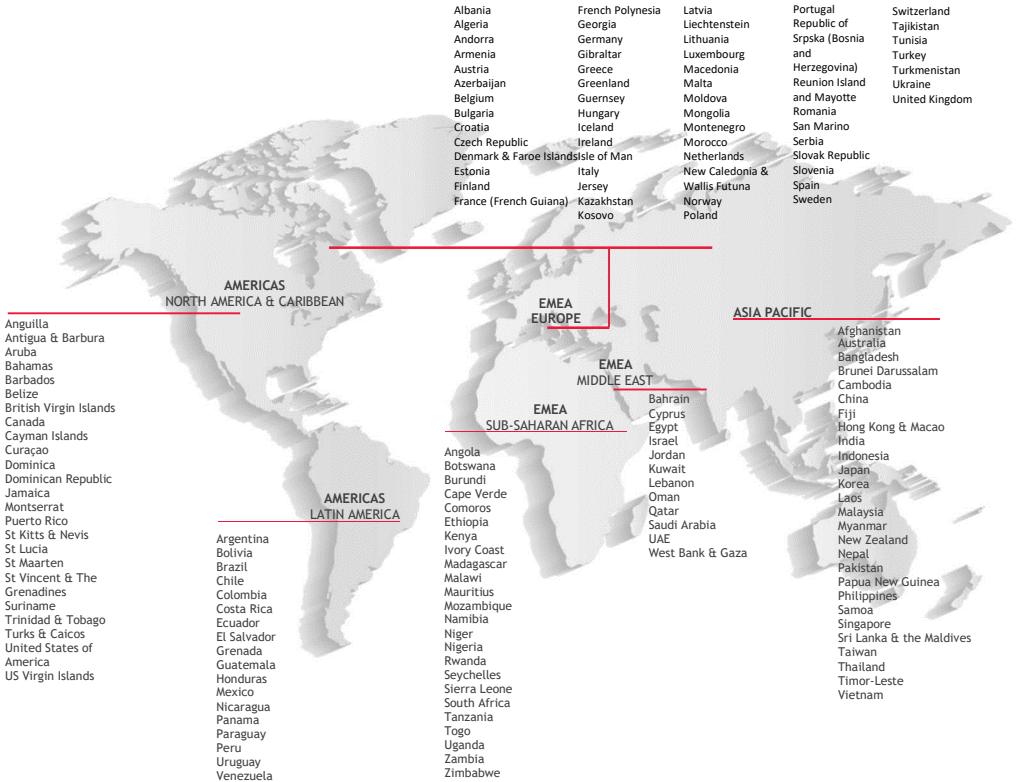 Albania
Algeria
Andorra
Armenia
Austria
Azerbaijan
Belgium
Bulgaria
Croatia
Czech Republic
Denmark & Faroe Islands
Estonia
Finland
France (French Guiana)
French Polynesia
Georgia
Germany
Gibraltar
Greece
Greenland
Guernsey
Hungary
Iceland
Ireland
Isle of Man
Italy
Jersey
Kazakhstan
Kosovo
Latvia
Liechtenstein
Lithuania
Luxembourg
Macedonia
Malta
Moldova
Mongolia
Montenegro
Morocco
Netherlands
New Caledonia &
Wallis Futuna
Norway
Poland
Portugal
Republic of
Srpska (Bosnia
and
Herzegovina)
Reunion Island
and Mayotte
Romania
San Marino
Serbia
Slovak Republic
Slovenia
Spain
Sweden
Switzerland
Tajikistan
Tunisia
Turkey
Turkmenistan
Ukraine
United Kingdom
AMERICAS
NORTH AMERICA & CARIBBEAN
Anguilla
Antigua & Barbura
Aruba
Bahamas
Barbados
Belize
British Virgin Islands
Canada
Cayman Islands
Curaçao
Dominica
Dominican Republic
Jamaica
Montserrat
Puerto Rico
St Kitts & Nevis
St Lucia
St Maarten
St Vincent & The
Grenadines
Suriname
Trinidad & Tobago
Turks & Caicos
United States of
America
US Virgin Islands
AMERICAS
LATIN AMERICA
Argentina
Bolivia
Brazil
Chile
Colombia
Costa Rica
Ecuador
El Salvador
Grenada
Guatemala
Honduras
Mexico
Nicaragua
Panama
Paraguay
Peru
Uruguay
Venezuela
EMEA
EUROPE
EMEA
MIDDLE EAST
Bahrain
Cyprus
Egypt
Israel
Jordan
Kuwait
Lebanon
Oman
Qatar
Saudi Arabia
UAE
West Bank & Gaza
EMEA
SUB-SAHARAN AFRICA
Angola
Botswana
Burundi
Cape Verde
Comoros
Ethiopia
Kenya
Ivory Coast
Madagascar
Malawi
Mauritius
Mozambique
Namibia
Niger
Nigeria
Rwanda
Seychelles
Sierra Leone
South Africa
Tanzania
Togo
Uganda
Zambia
Zimbabwe
ASIA PACIFIC
Afghanistan
Australia
Bangladesh
Brunei Darussalam
Cambodia
China
Fiji
Hong Kong & Macao
India
Indonesia
Japan
Korea
Laos
Malaysia
Myanmar
New Zealand
Nepal
Pakistan
Papua New Guinea
Philippines
Samoa
Singapore
Sri Lanka & the Maldives
Taiwan
Thailand
Timor-Leste
Vietnam